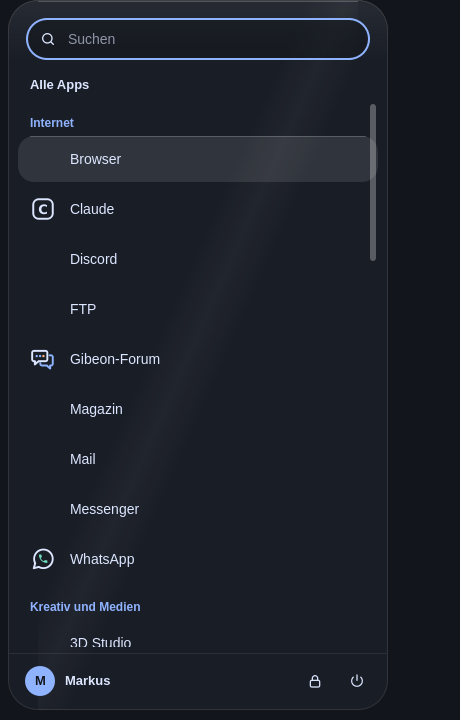 Suchen
Alle Apps
Internet
Browser
Claude
Discord
FTP
Gibeon-Forum
Magazin
Mail
Messenger
WhatsApp
Kreativ und Medien
3D Studio
M Markus